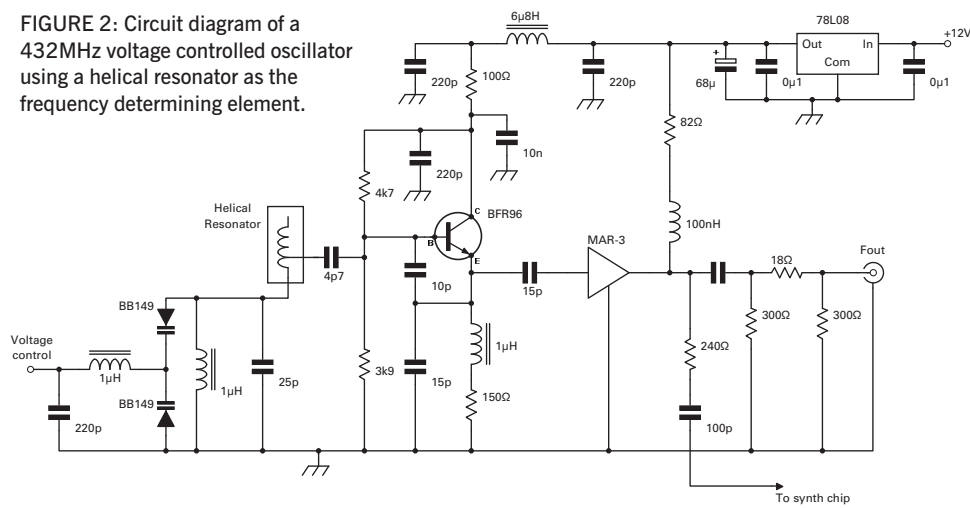 FIGURE 2: Circuit diagram of a
432MHz voltage controlled oscillator
using a helical resonator as the
frequency determining element.
6µ8H
78L08
+12V
Out
In
Com
220p
100Ω
220p
68µ
+
0µ1
0µ1
82Ω
10n
220p
4k7
Helical
Resonator
C
BFR96
B
E
100nH
MAR-3
4p7
10p
15p
18Ω
Fout
BB149
Voltage
control
1µH
1µH
25p
3k9
15p
1µH
240Ω
300Ω
300Ω
BB149
150Ω
220p
100p
To synth chip